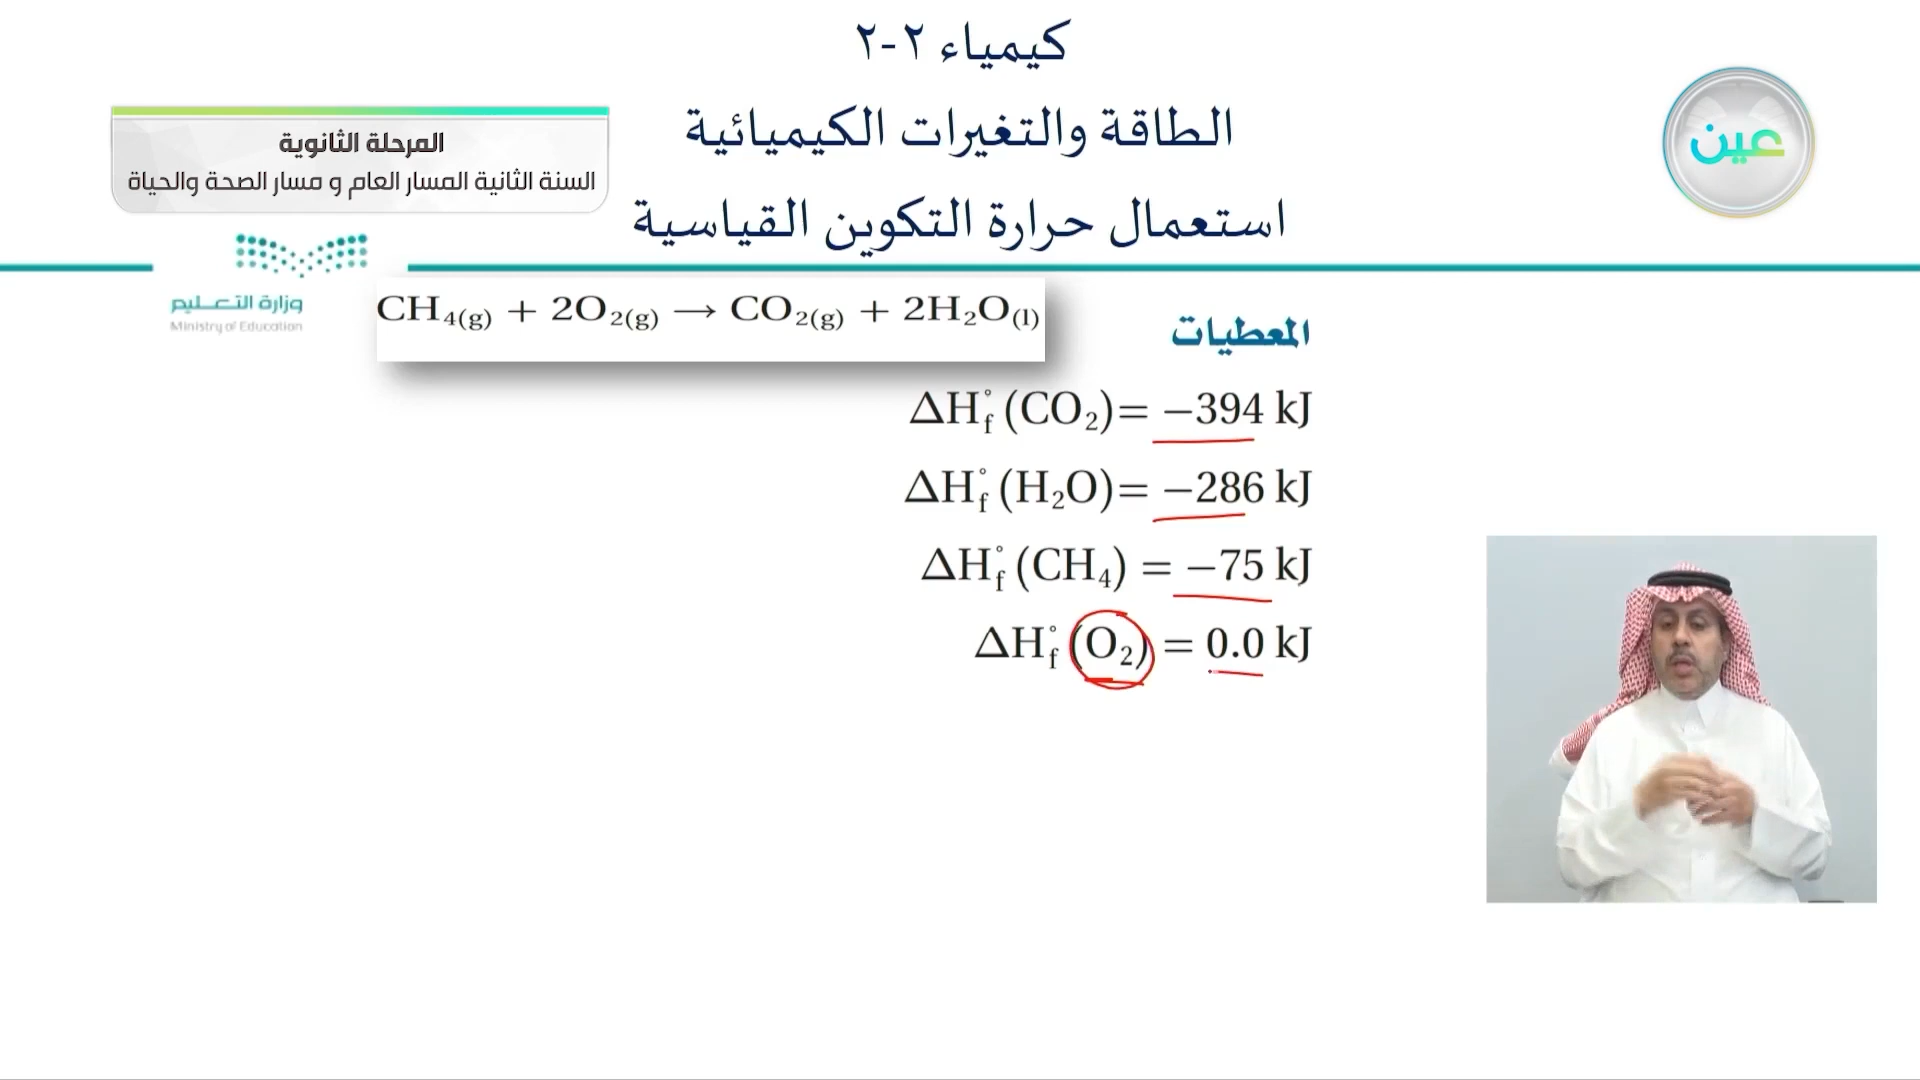 كيمياء ٢-٢
الطاقة والتغيرات الكيميائية
استعمال حرارة التكوين القياسية
المرحلة الثانوية
السنة الثانية المسار العام و مسار الصحة والحياة
عين
وزارة التعليم
Ministry of Education
CH₄(g) + 2O₂(g) → CO₂(g) + 2H₂O(l)
المعطيات
ΔH°f (CO₂)= −394 kJ
ΔH°f (H₂O)= −286 kJ
ΔH°f (CH₄) = −75 kJ
ΔH°f (O₂) = 0.0 kJ